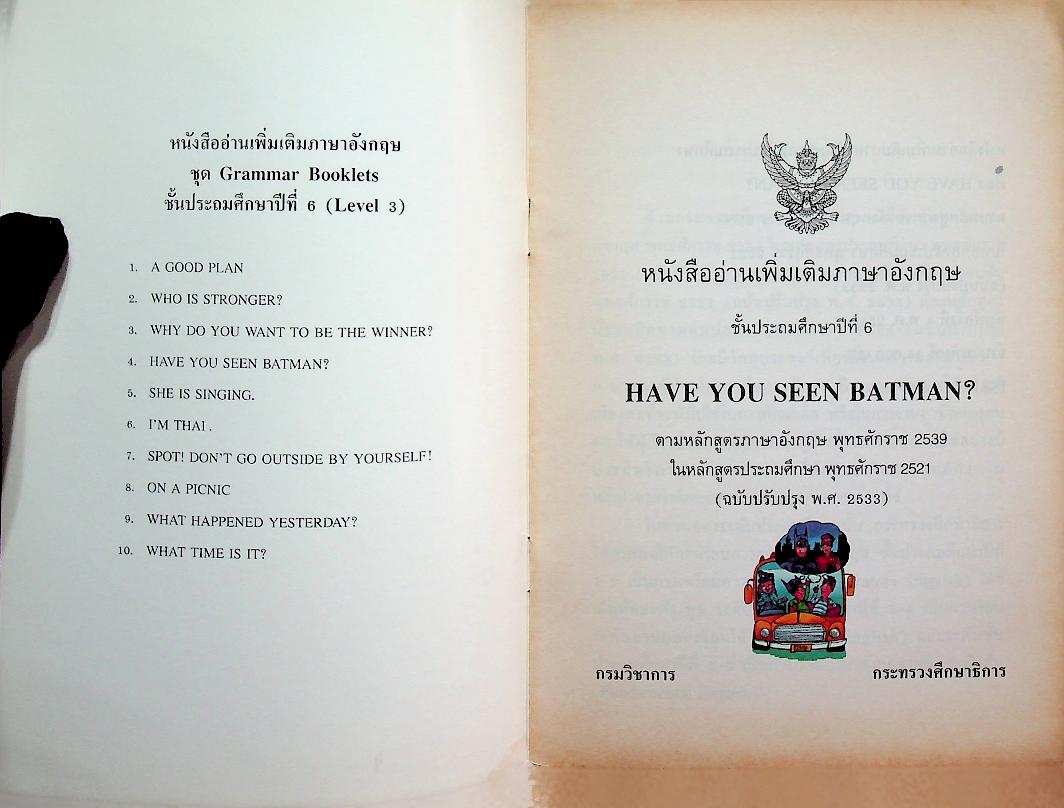 หนังสืออ่านเพิ่มเติมภาษาอังกฤษ
ชุด Grammar Booklets
ชั้นประถมศึกษาปีที่ 6 (Level 3)
1. A GOOD PLAN
2. WHO IS STRONGER?
3. WHY DO YOU WANT TO BE THE WINNER?
4. HAVE YOU SEEN BATMAN?
5. SHE IS SINGING.
6. I'M THAI.
7. SPOT! DON'T GO OUTSIDE BY YOURSELF!
8. ON A PICNIC
9. WHAT HAPPENED YESTERDAY?
10. WHAT TIME IS IT?
หนังสืออ่านเพิ่มเติมภาษาอังกฤษ
ชั้นประถมศึกษาปีที่ 6
HAVE YOU SEEN BATMAN?
ตามหลักสูตรภาษาอังกฤษ พุทธศักราช 2539
ในหลักสูตรประถมศึกษา พุทธศักราช 2521
(ฉบับปรับปรุง พ.ศ. 2533)
กรมวิชาการ
กระทรวงศึกษาธิการ